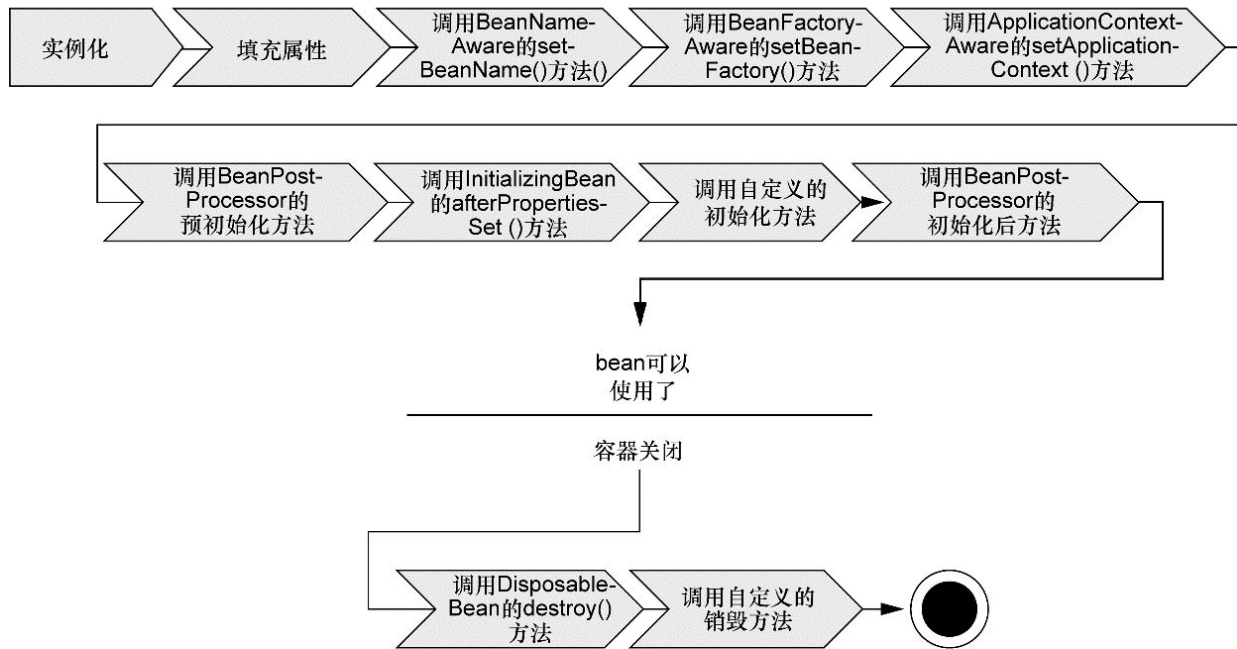 实例化
填充属性
调用BeanName-
Aware的set-
BeanName()方法()
调用BeanFactory-
Aware的setBean-
Factory()方法
调用ApplicationContext-
Aware的setApplication-
Context ()方法
调用BeanPost-
Processor的
预初始化方法
调用InitializingBean
的afterProperties-
Set ()方法
调用自定义的
初始化方法
调用BeanPost-
Processor的
初始化后方法
bean可以
使用了
容器关闭
调用Disposable-
Bean的destroy()
方法
调用自定义的
销毁方法